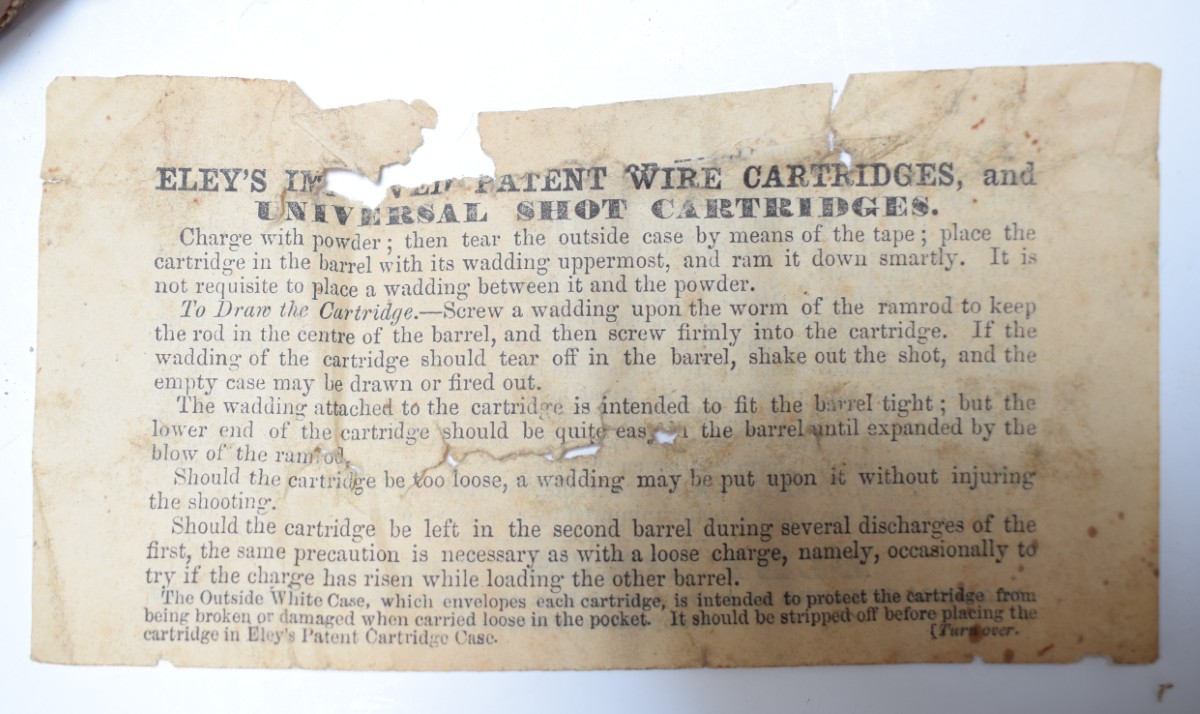 ELEY'S IM VED PATENT WIRE CARTRIDGES, and
UNIVERSAL SHOT CARTRIDGES.
Charge with powder; then tear the outside case by means of the tape; place the
cartridge in the barrel with its wadding uppermost, and ram it down smartly. It is
not requisite to place a wadding between it and the powder.
To Draw the Cartridge.—Screw a wadding upon the worm of the ramrod to keep
the rod in the centre of the barrel, and then screw firmly into the cartridge. If the
wadding of the cartridge should tear off in the barrel, shake out the shot, and the
empty case may be drawn or fired out.
The wadding attached to the cartridge is intended to fit the barrel tight; but the
lower end of the cartridge should be quite eas the barrel until expanded by the
blow of the ramrod.
Should the cartridge be too loose, a wadding may be put upon it without injuring
the shooting.
Should the cartridge be left in the second barrel during several discharges of the
first, the same precaution is necessary as with a loose charge, namely, occasionally to
try if the charge has risen while loading the other barrel.
The Outside White Case, which envelopes each cartridge, is intended to protect the cartridge from
being broken or damaged when carried loose in the pocket. It should be stripped off before placing the
cartridge in Eley's Patent Cartridge Case. [Turn over.